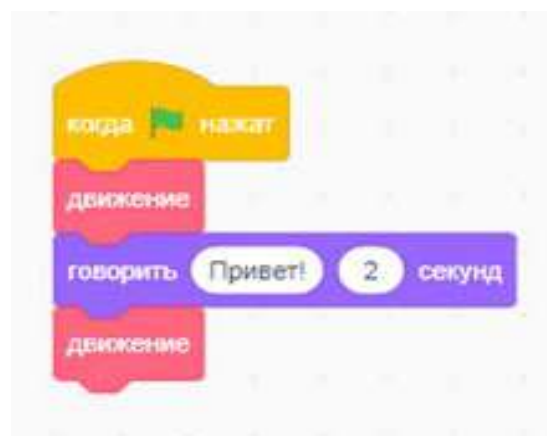 когда нажат
движение
говорить Привет! 2 секунд
движение